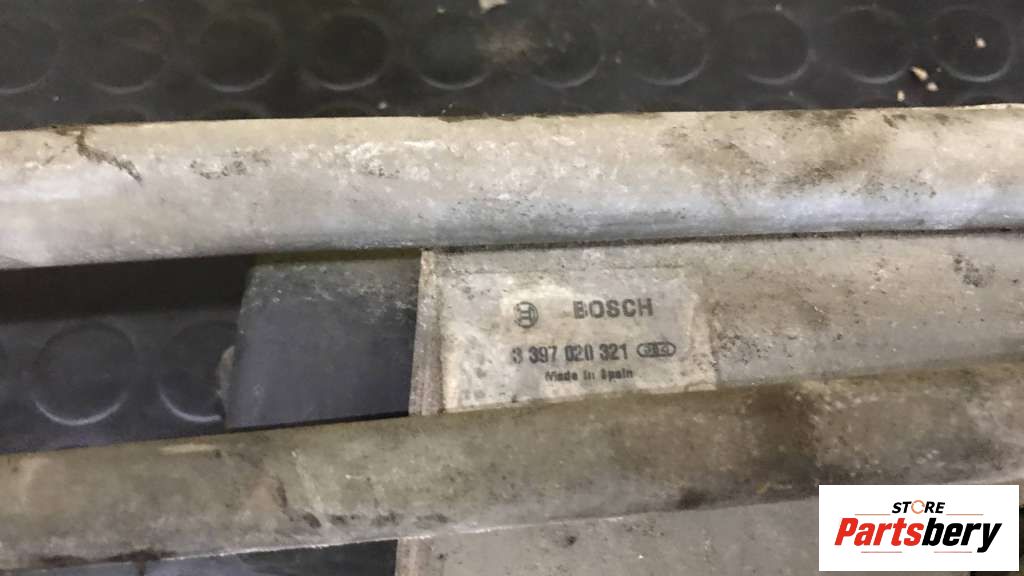 BOSCH
3 397 020 321
Made in Spain
STORE
Partsbery